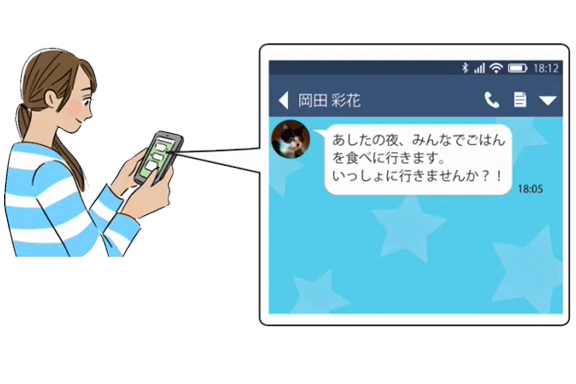 18:12
岡田 彩花
あしたの夜、みんなでごはん
を食べに行きます。
いっしょに行きませんか？！
18:05